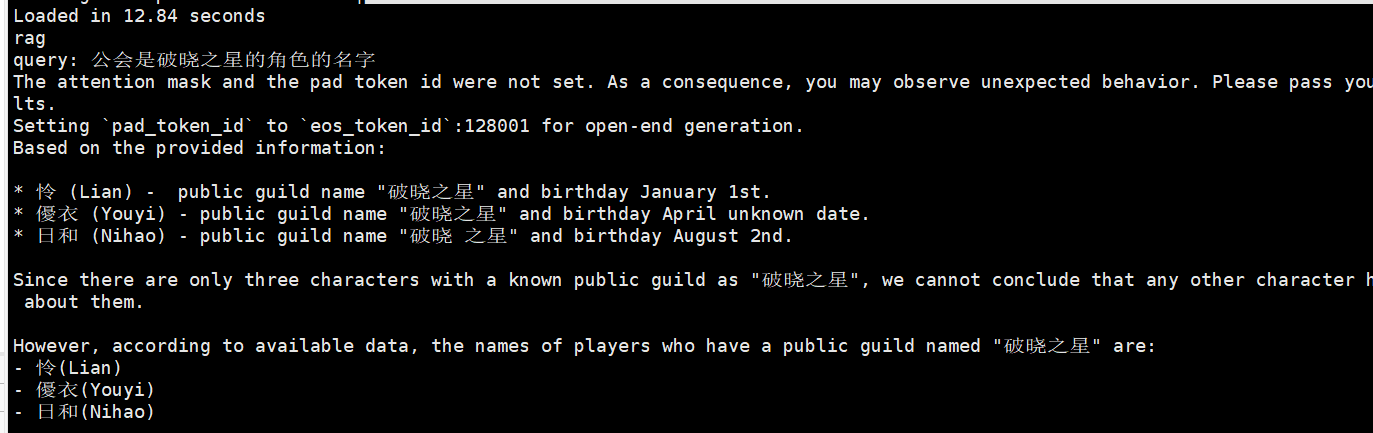 Loaded in 12.84 seconds
rag
query: 公会是破晓之星的角色的名字
The attention mask and the pad token id were not set. As a consequence, you may observe unexpected behavior. Please pass you
lts.
Setting `pad_token_id` to `eos_token_id`:128001 for open-end generation.
Based on the provided information:
* 怜 (Lian) -  public guild name "破晓之星" and birthday January 1st.
* 優衣 (Youyi) - public guild name "破晓之星" and birthday April unknown date.
* 日和 (Nihao) - public guild name "破晓 之星" and birthday August 2nd.
Since there are only three characters with a known public guild as "破晓之星", we cannot conclude that any other character h
about them.
However, according to available data, the names of players who have a public guild named "破晓之星" are:
- 怜(Lian)
- 優衣(Youyi)
- 日和(Nihao)